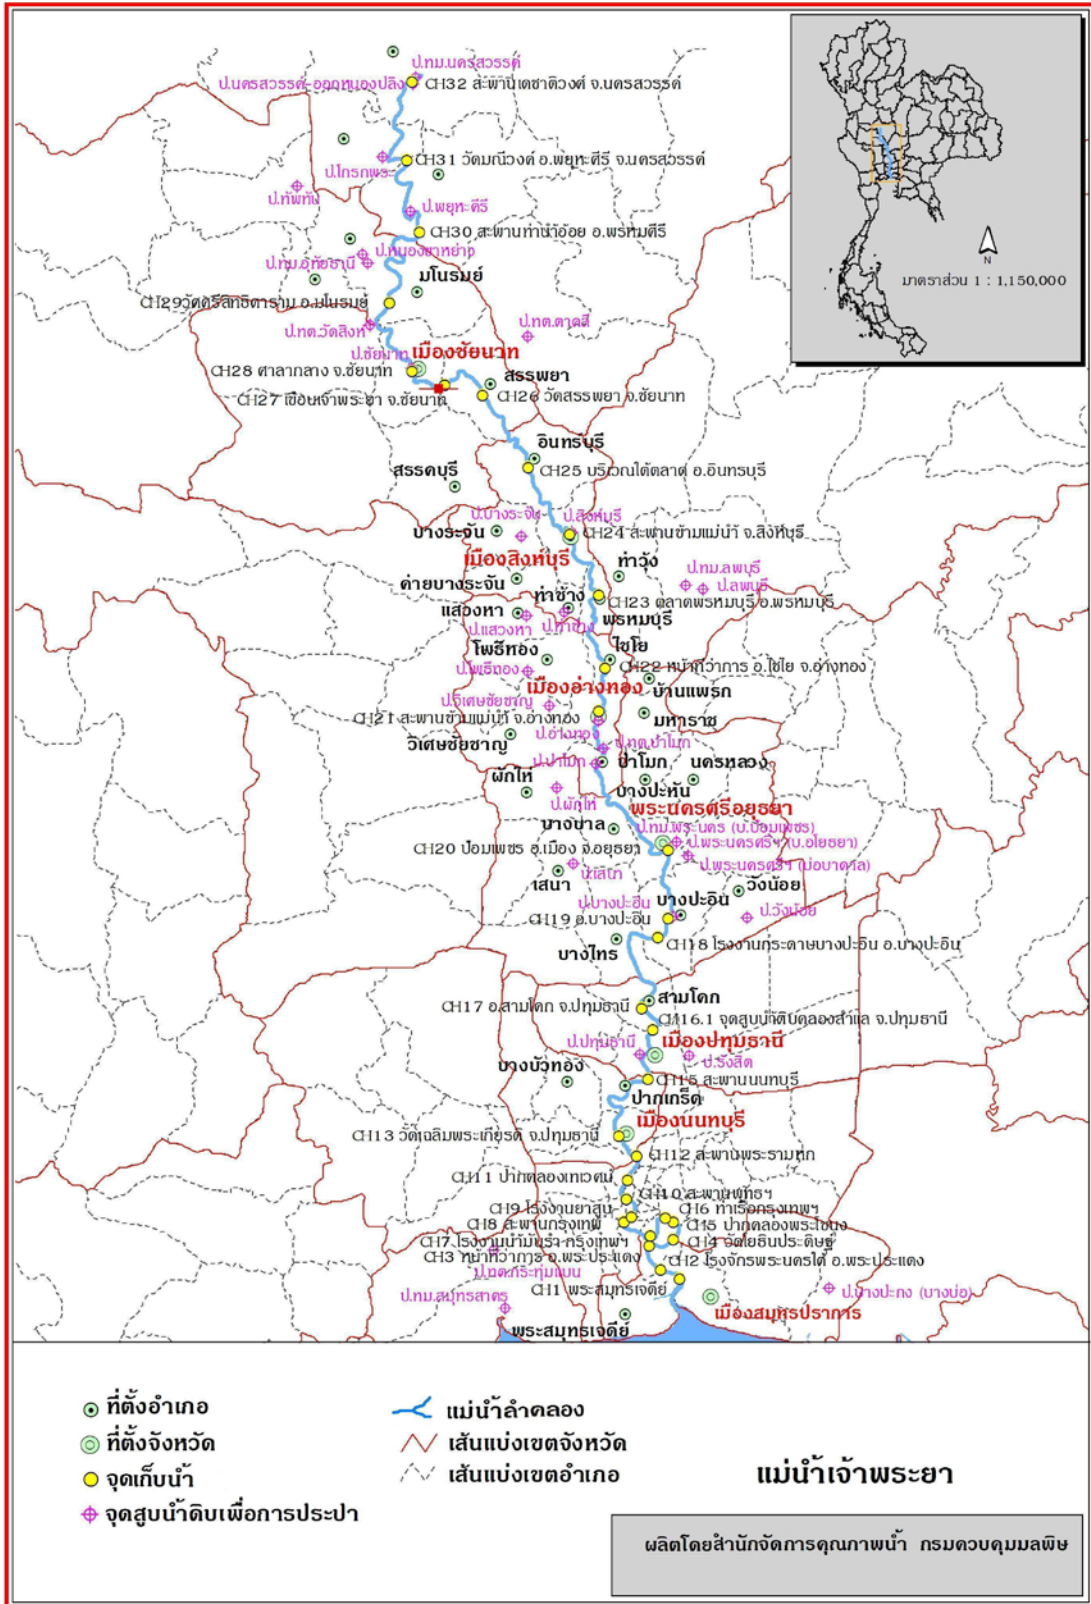 ป.ทม.นครสวรรค์
ป.นครสวรรค์-ออกหนองปลิง
CH32 สะพานเดชาติวงศ์ จ.นครสวรรค์
CH31 วัดมณีวงศ์ อ.พยุหะคีรี จ.นครสวรรค์
ป.โกรกพระ
ป.ทัพทัน
ป.พยุหะคีรี
CH30 สะพานท่าน้ำอ้อย อ.พรหมคีรี
ป.หนองขาหย่าง
ป.ทม.อุทัยธานี
มโนรมย์
CH29วัดศรีสิทธิการาม อ.มโนรมย์
ป.ทต.วัดสิงห์
ป.ทต.ตาคลี
ป.ชัยนาท
เมืองชัยนาท
CH28 ศาลากลาง จ.ชัยนาท
สรรพยา
CH27 เขื่อนเจ้าพระยา จ.ชัยนาท
CH26 วัดสรรพยา จ.ชัยนาท
อินทร์บุรี
CH25 บริเวณใต้ตลาด อ.อินทรบุรี
สรรคบุรี
ป.บางระจัน
ป.สิงห์บุรี
บางระจัน
CH24 สะพานข้ามแม่น้ำ จ.สิงห์บุรี
เมืองสิงห์บุรี
ท่าวุ้ง
ป.ทม.ลพบุรี
ป.ลพบุรี
ค่ายบางระจัน
ท่าช้าง
CH23 ตลาดพรหมบุรี อ.พรหมบุรี
แสวงหา
พรหมบุรี
ป.แสวงหา
ป.ท่าช้าง
โพธิ์ทอง
ไชโย
ป.โพธิ์ทอง
CH22 หน้าที่ว่าการ อ.ไชโย จ.อ่างทอง
เมืองอ่างทอง
บ้านแพรก
ป.วิเศษชัยชาญ
CH21 สะพานข้ามแม่น้ำ จ.อ่างทอง
มหาราช
ป.อ่างทอง
วิเศษชัยชาญ
ป.ทต.ป่าโมก
ป.ป่าโมก
ป่าโมก
นครหลวง
ผักไห่
บางปะหัน
ป.ผักไห่
พระนครศรีอยุธยา
บางบาล
ป.ทม.พระนคร (บ.ป้อมเพชร)
CH20 ป้อมเพชร อ.เมือง จ.อยุธยา
ป.พระนครศรีฯ (บ.อโยธยา)
ป.พระนครศรีฯ (บ่อบาดาล)
ป.เสนา
เสนา
วังน้อย
ป.บางปะอิน
บางปะอิน
ป.วังน้อย
CH19 อ.บางปะอิน
CH18 โรงงานกระดาษบางปะอิน อ.บางปะอิน
บางไทร
สามโคก
CH17 อ.สามโคก จ.ปทุมธานี
CH16.1 จุดสูบน้ำดิบคลองสำแล จ.ปทุมธานี
เมืองปทุมธานี
ป.ปทุมธานี
ป.รังสิต
บางบัวทอง
CH15 สะพานนนทบุรี
ปากเกร็ด
เมืองนนทบุรี
CH13 วัดเฉลิมพระเกียรติ จ.ปทุมธานี
CH12 สะพานพระรามหก
CH11 ปากคลองเทเวศน์
CH10 สะพานพุทธฯ
CH9 โรงงานยาสูบ
CH6 ท่าเรือกรุงเทพฯ
CH8 สะพานกรุงเทพ
CH5 ปากคลองพระโขนง
CH7 โรงงานน้ำมันรำ กรุงเทพฯ
CH4 วัดโยธินประดิษฐ์
CH3 หน้าที่ว่าการ อ.พระประแดง
CH2 โรงจักรพระนครใต้ อ.พระประแดง
ป.ทต.กระทุ่มแบน
CH1 พระสมุทรเจดีย์
ป.ทม.สมุทรสาคร
ป.บางปะกง (บางบ่อ)
เมืองสมุทรปราการ
พระสมุทรเจดีย์
N
มาตราส่วน 1 : 1,150,000
ที่ตั้งอำเภอ
ที่ตั้งจังหวัด
จุดเก็บน้ำ
จุดสูบน้ำดิบเพื่อการประปา
แม่น้ำลำคลอง
เส้นแบ่งเขตจังหวัด
เส้นแบ่งเขตอำเภอ
แม่น้ำเจ้าพระยา
ผลิตโดยสำนักจัดการคุณภาพน้ำ กรมควบคุมมลพิษ